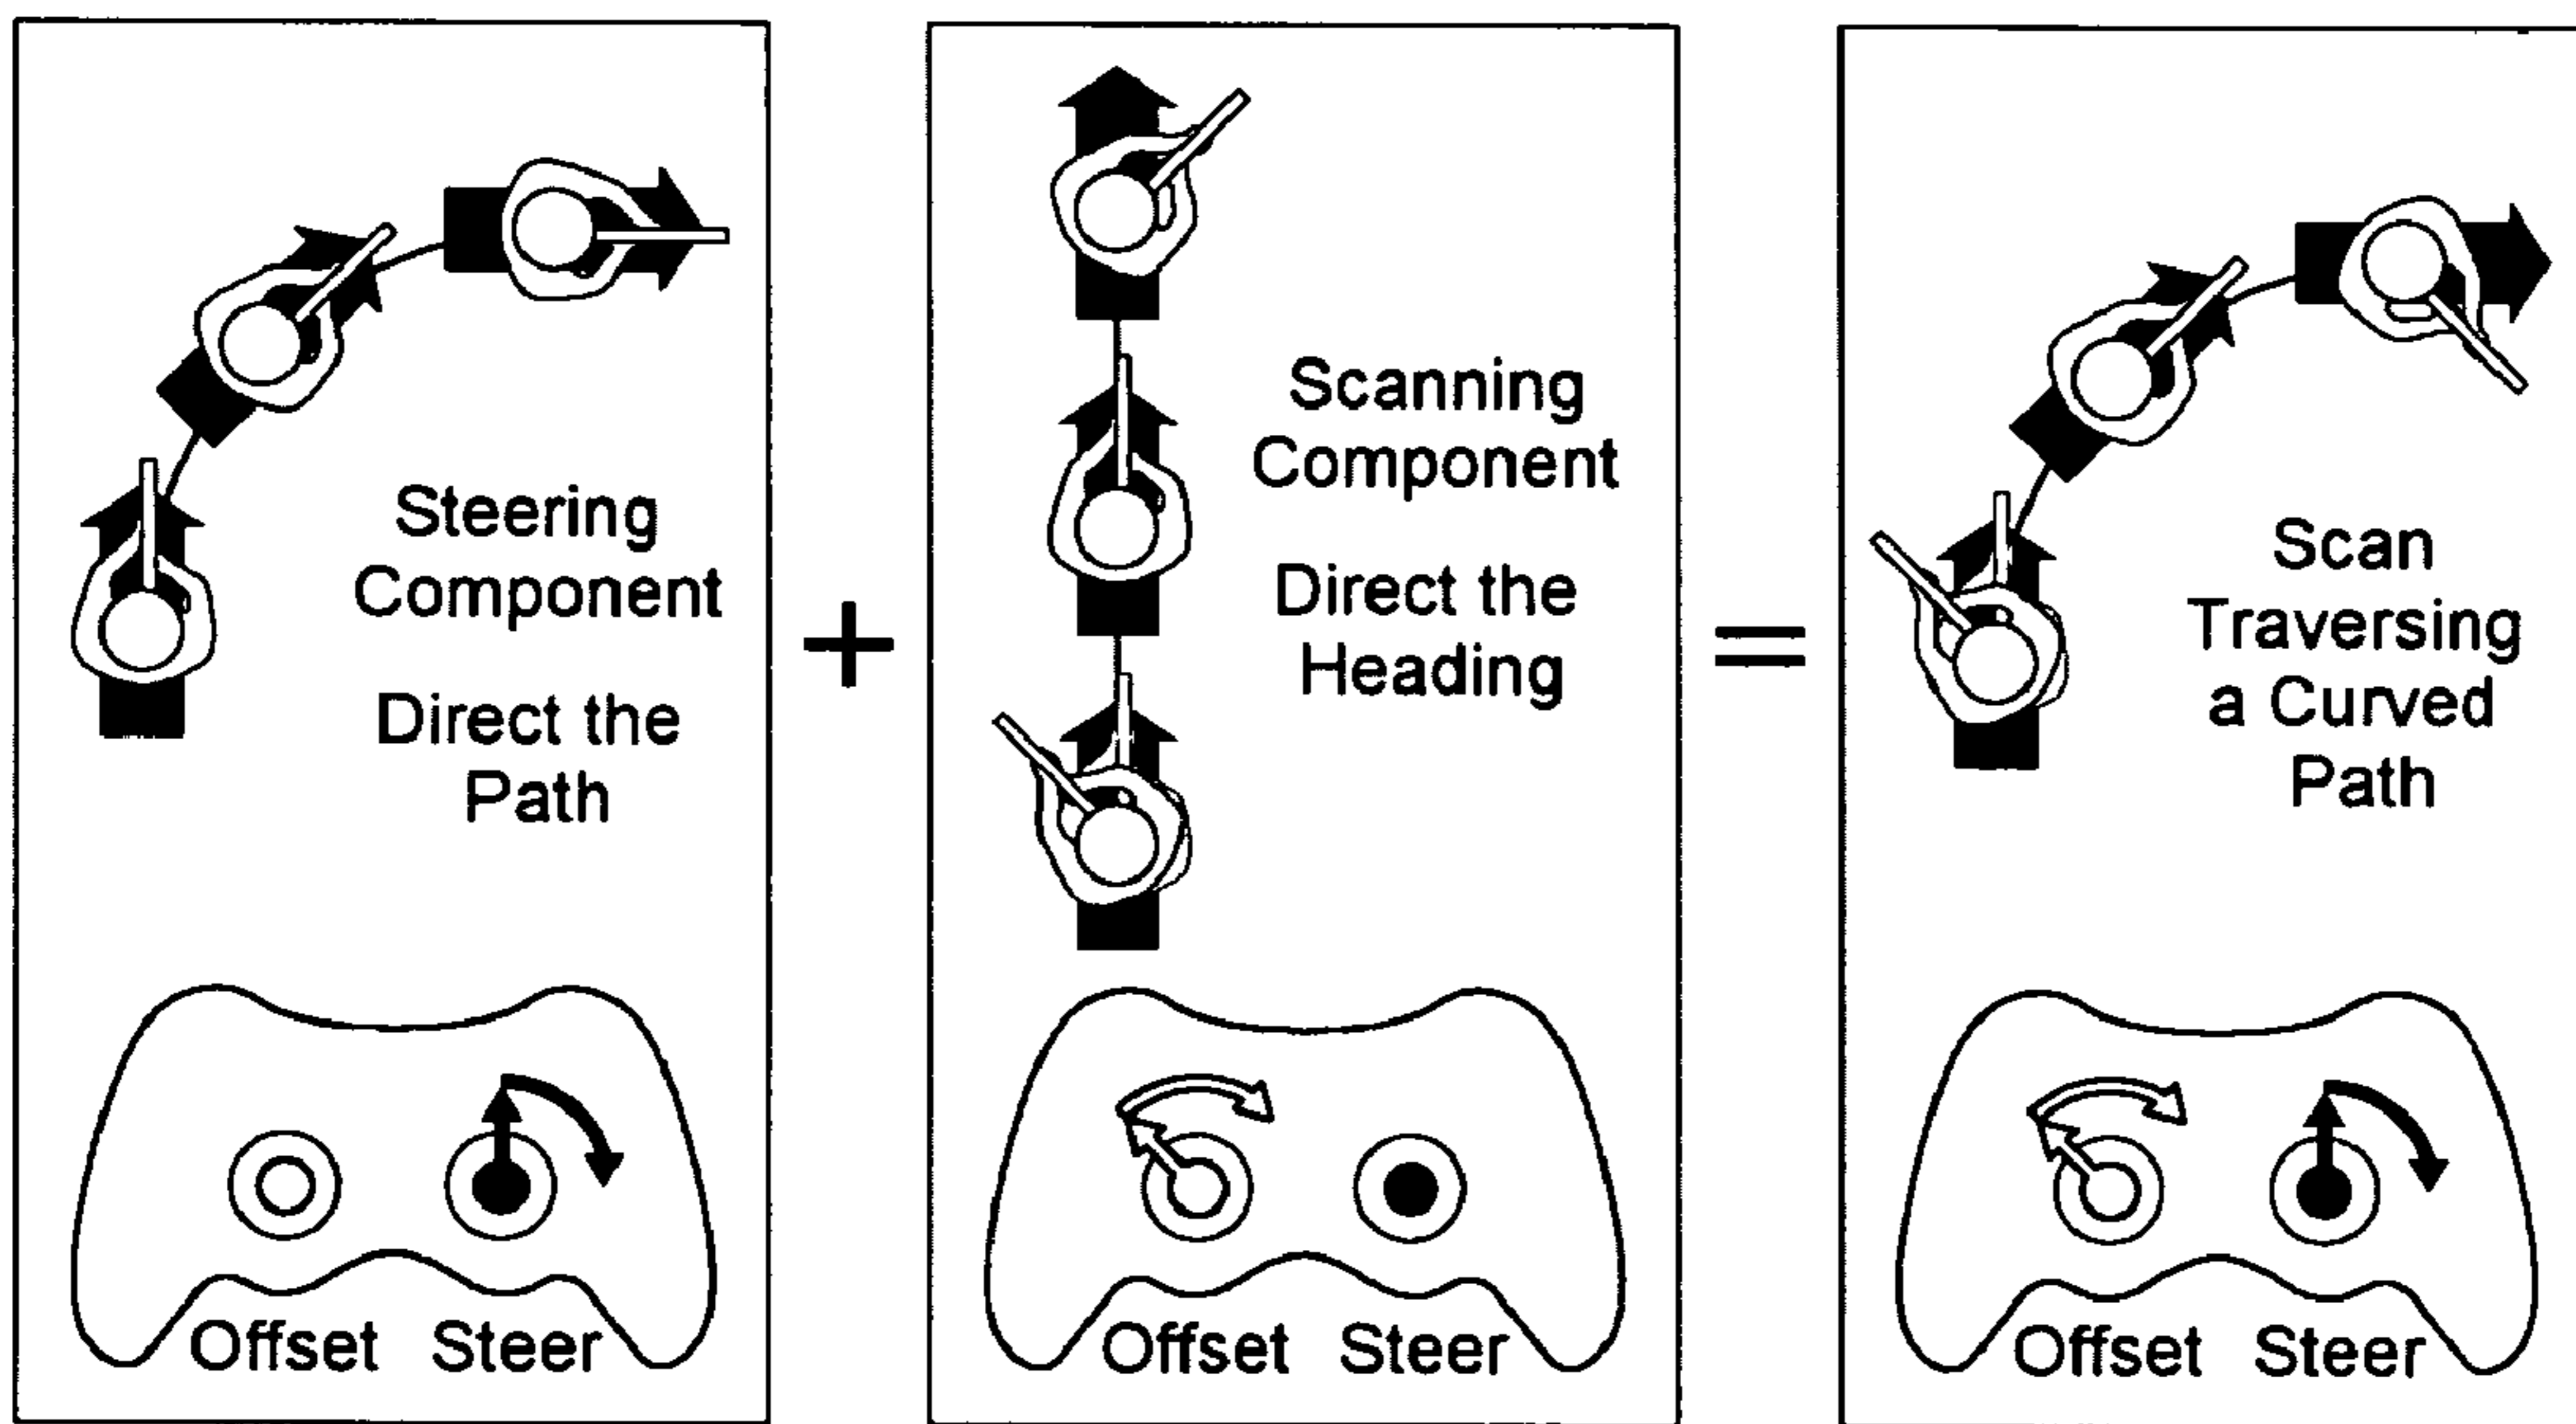 Steering
Component
Direct the
Path
Offset Steer
+
Scanning
Component
Direct the
Heading
Offset Steer
=
Scan
Traversing
a Curved
Path
Offset Steer